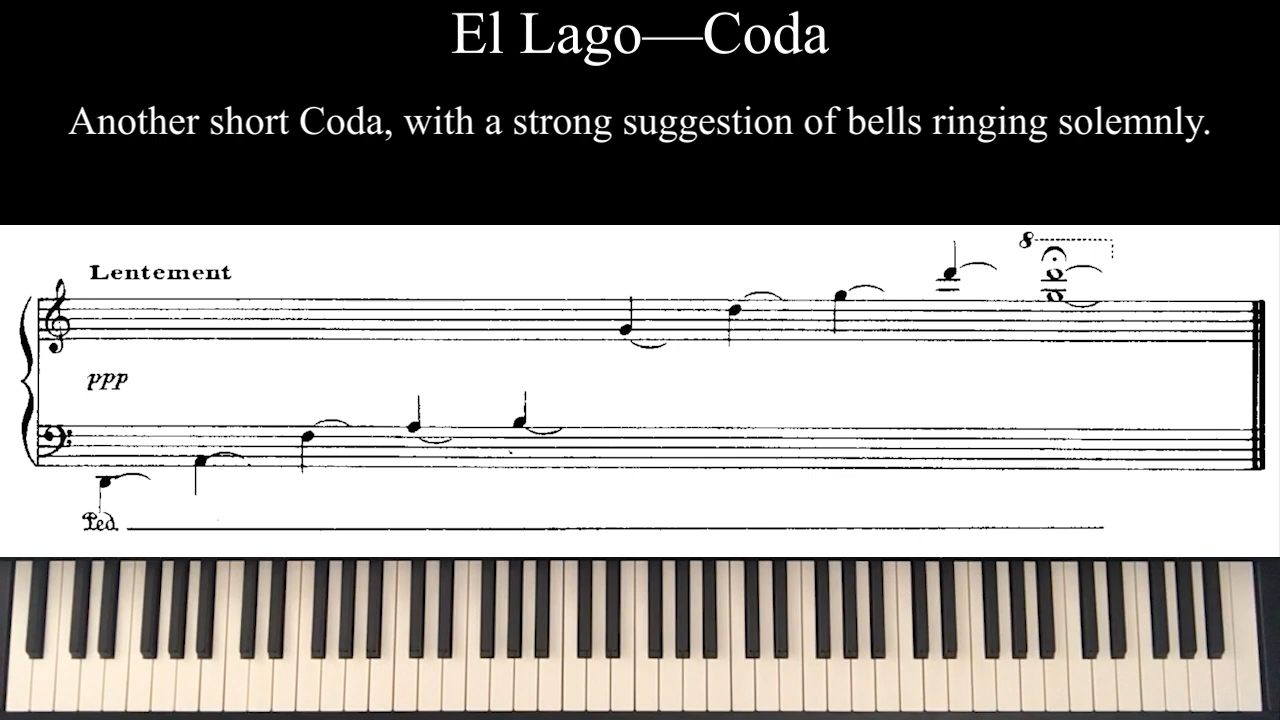 El Lago—Coda
Another short Coda, with a strong suggestion of bells ringing solemnly.
8
Lentement
ppp
Ped.